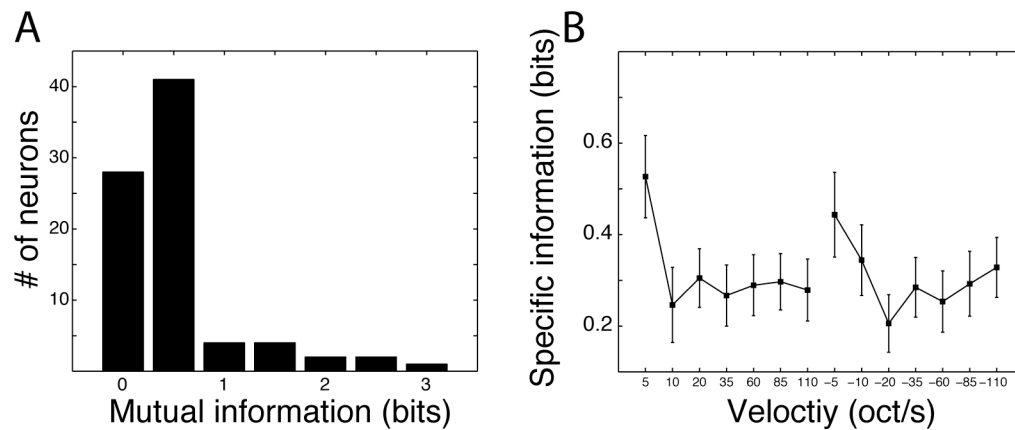 A
# of neurons
40
30
20
10
0 1 2 3
Mutual information (bits)
B
Specific information (bits)
0.6
0.4
0.2
5 10 20 35 60 85 110 −5 −10 −20 −35 −60 −85 −110
Veloctiy (oct/s)